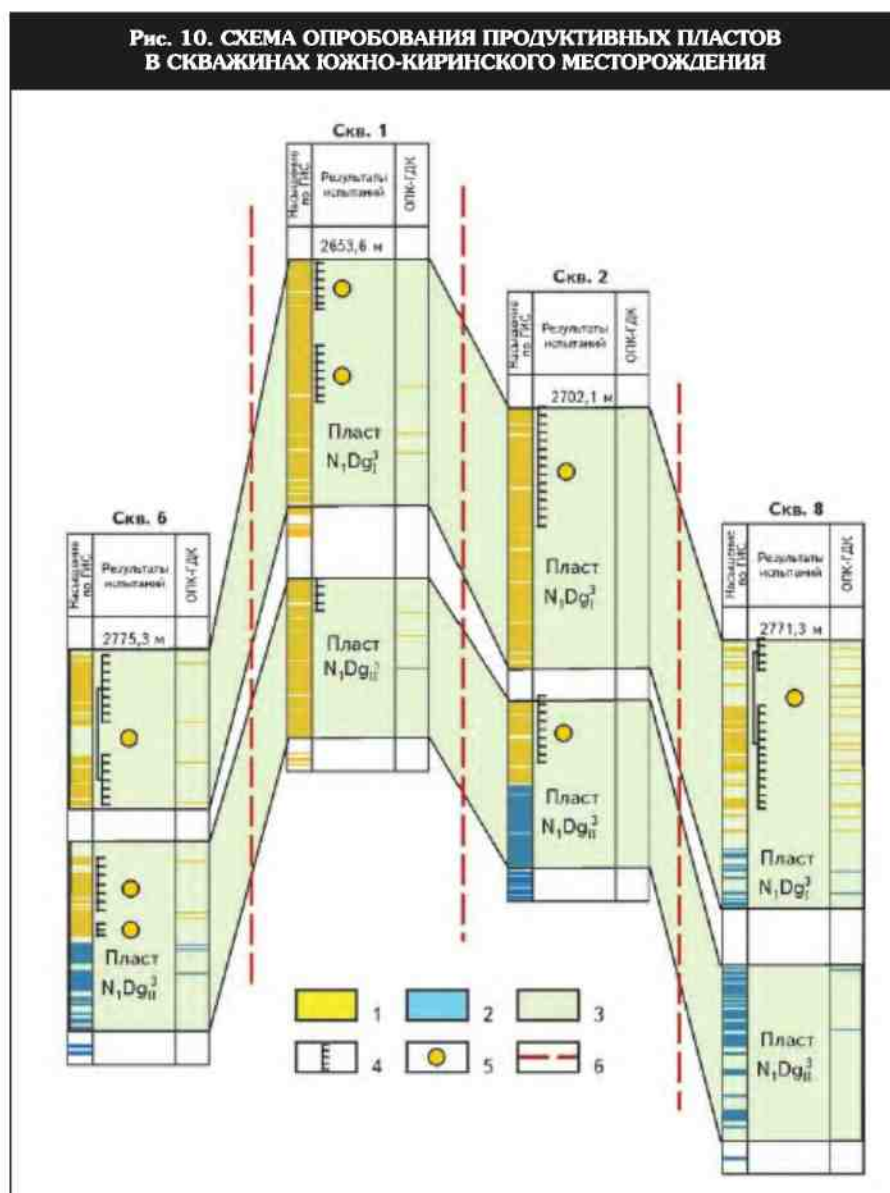 Рис. 10. СХЕМА ОПРОБОВАНИЯ ПРОДУКТИВНЫХ ПЛАСТОВ
В СКВАЖИНАХ ЮЖНО-КИРИНСКОГО МЕСТОРОЖДЕНИЯ
Скв. 1
Насыщение
по ГИС
Результаты
испытаний
ОПК-ГДК
2653,6 м
Пласт
N₁Dg³I
Пласт
N₁Dg³II
Скв. 2
Насыщение
по ГИС
Результаты
испытаний
ОПК-ГДК
2702,1 м
Пласт
N₁Dg³I
Пласт
N₁Dg³II
Скв. 6
Насыщение
по ГИС
Результаты
испытаний
ОПК-ГДК
2775,3 м
Пласт
N₁Dg³II
Скв. 8
Насыщение
по ГИС
Результаты
испытаний
ОПК-ГДК
2771,3 м
Пласт
N₁Dg³I
Пласт
N₁Dg³II
1 2 3
4 5 6